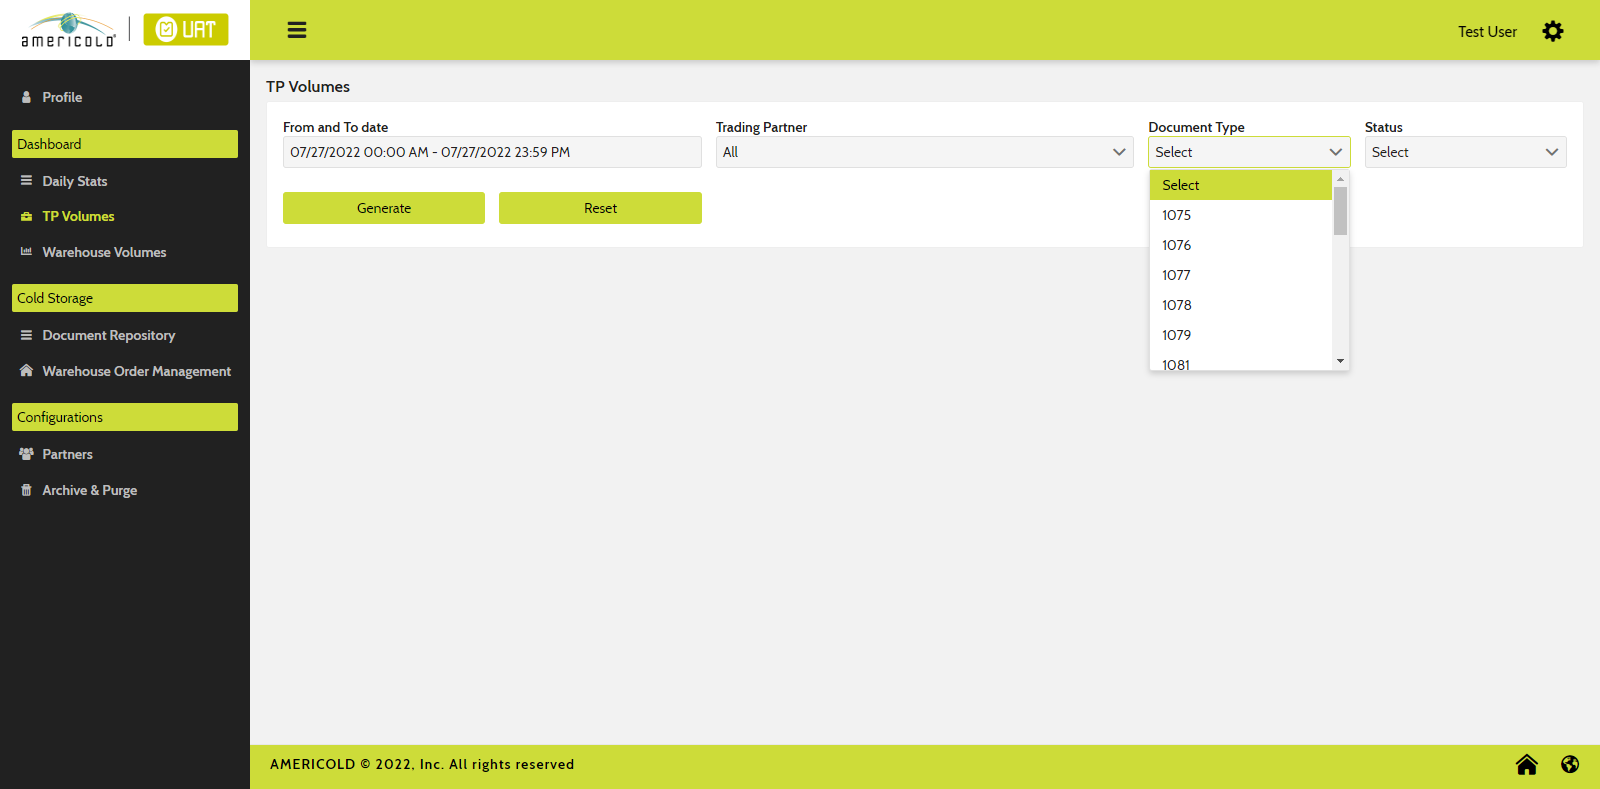 americold
UAT
Test User
Profile
Dashboard
Daily Stats
TP Volumes
Warehouse Volumes
Cold Storage
Document Repository
Warehouse Order Management
Configurations
Partners
Archive & Purge
TP Volumes
From and To date
07/27/2022 00:00 AM - 07/27/2022 23:59 PM
Trading Partner
All
Document Type
Select
Status
Select
Generate
Reset
Select
1075
1076
1077
1078
1079
1081
AMERICOLD © 2022, Inc. All rights reserved